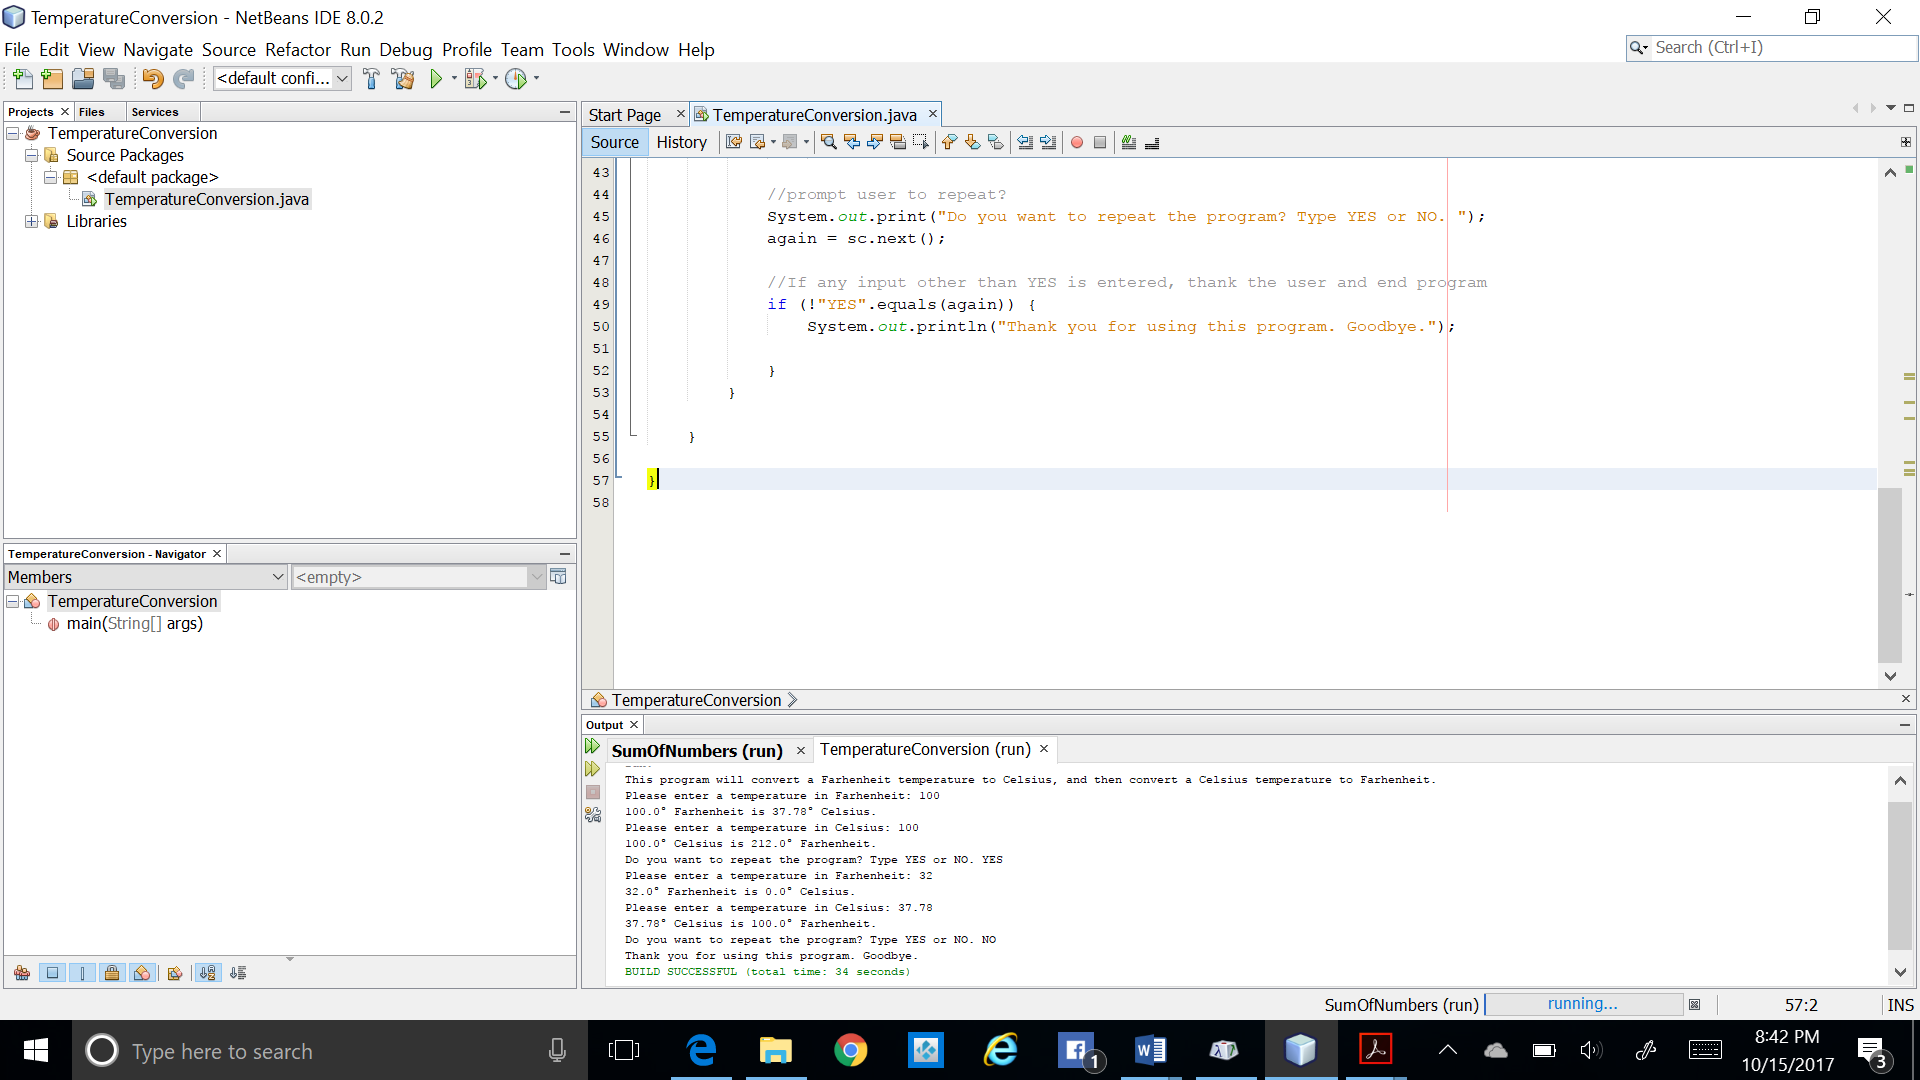 TemperatureConversion - NetBeans IDE 8.0.2
File Edit View Navigate Source Refactor Run Debug Profile Team Tools Window Help
Search (Ctrl+I)
<default confi...
Projects Files Services
TemperatureConversion
Source Packages
<default package>
TemperatureConversion.java
Libraries
TemperatureConversion - Navigator
Members
<empty>
TemperatureConversion
main(String[] args)
Start Page TemperatureConversion.java
Source History
43
44 //prompt user to repeat?
45 System.out.print("Do you want to repeat the program? Type YES or NO. ");
46 again = sc.next();
47
48 //If any input other than YES is entered, thank the user and end program
49 if (!"YES".equals(again)) {
50 System.out.println("Thank you for using this program. Goodbye.");
51
52 }
53 }
54
55 }
56
57 }
58
TemperatureConversion
Output
SumOfNumbers (run) TemperatureConversion (run)
This program will convert a Farhenheit temperature to Celsius, and then convert a Celsius temperature to Farhenheit.
Please enter a temperature in Farhenheit: 100
100.0° Farhenheit is 37.78° Celsius.
Please enter a temperature in Celsius: 100
100.0° Celsius is 212.0° Farhenheit.
Do you want to repeat the program? Type YES or NO. YES
Please enter a temperature in Farhenheit: 32
32.0° Farhenheit is 0.0° Celsius.
Please enter a temperature in Celsius: 37.78
37.78° Celsius is 100.0° Farhenheit.
Do you want to repeat the program? Type YES or NO. NO
Thank you for using this program. Goodbye.
BUILD SUCCESSFUL (total time: 34 seconds)
SumOfNumbers (run) running... 57:2 INS
Type here to search
1
8:42 PM
10/15/2017
3